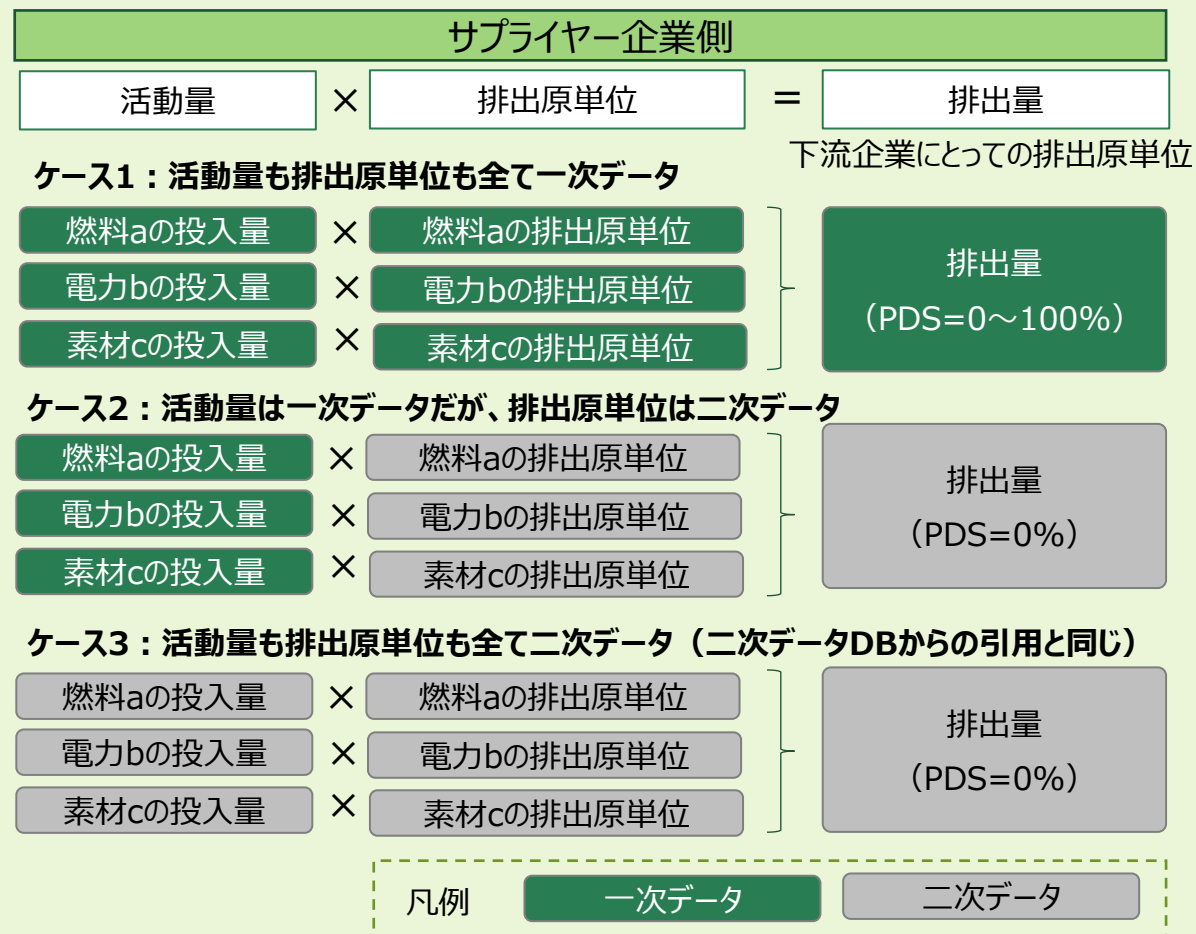 サプライヤー企業側
活動量 × 排出原単位 = 排出量
下流企業にとっての排出原単位
ケース1：活動量も排出原単位も全て一次データ
燃料aの投入量 × 燃料aの排出原単位
電力bの投入量 × 電力bの排出原単位
素材cの投入量 × 素材cの排出原単位
排出量
（PDS=0～100%）
ケース2：活動量は一次データだが、排出原単位は二次データ
燃料aの投入量 × 燃料aの排出原単位
電力bの投入量 × 電力bの排出原単位
素材cの投入量 × 素材cの排出原単位
排出量
（PDS=0%）
ケース3：活動量も排出原単位も全て二次データ（二次データDBからの引用と同じ）
燃料aの投入量 × 燃料aの排出原単位
電力bの投入量 × 電力bの排出原単位
素材cの投入量 × 素材cの排出原単位
排出量
（PDS=0%）
凡例 一次データ 二次データ